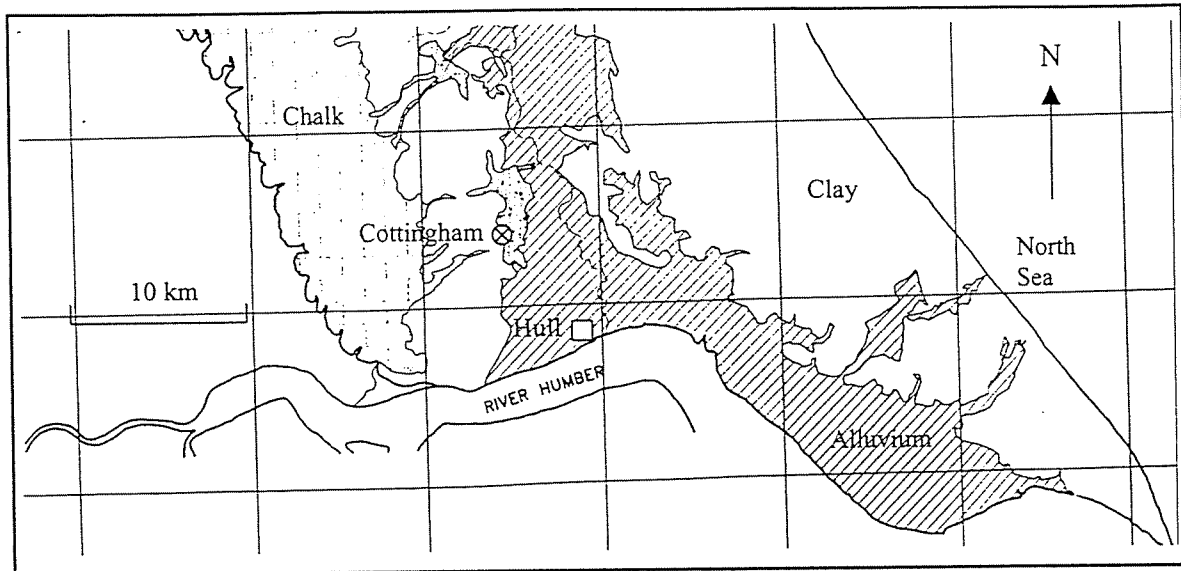 N
Chalk
Clay
Cottingham
North
Sea
10 km
Hull
RIVER HUMBER
Alluvium